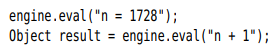 engine.eval("n = 1728");
Object result = engine.eval("n + 1");